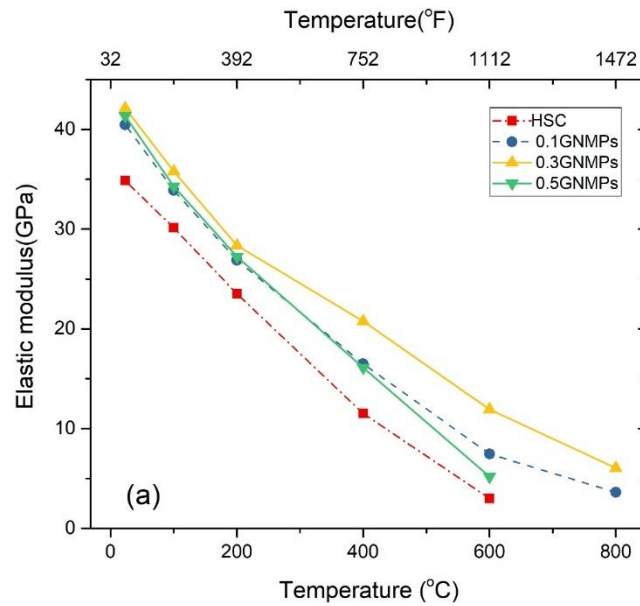 Temperature(°F)
32 392 752 1112 1472
Elastic modulus(GPa)
40
30
20
10
0
HSC
0.1GNMPs
0.3GNMPs
0.5GNMPs
(a)
0 200 400 600 800
Temperature (°C)